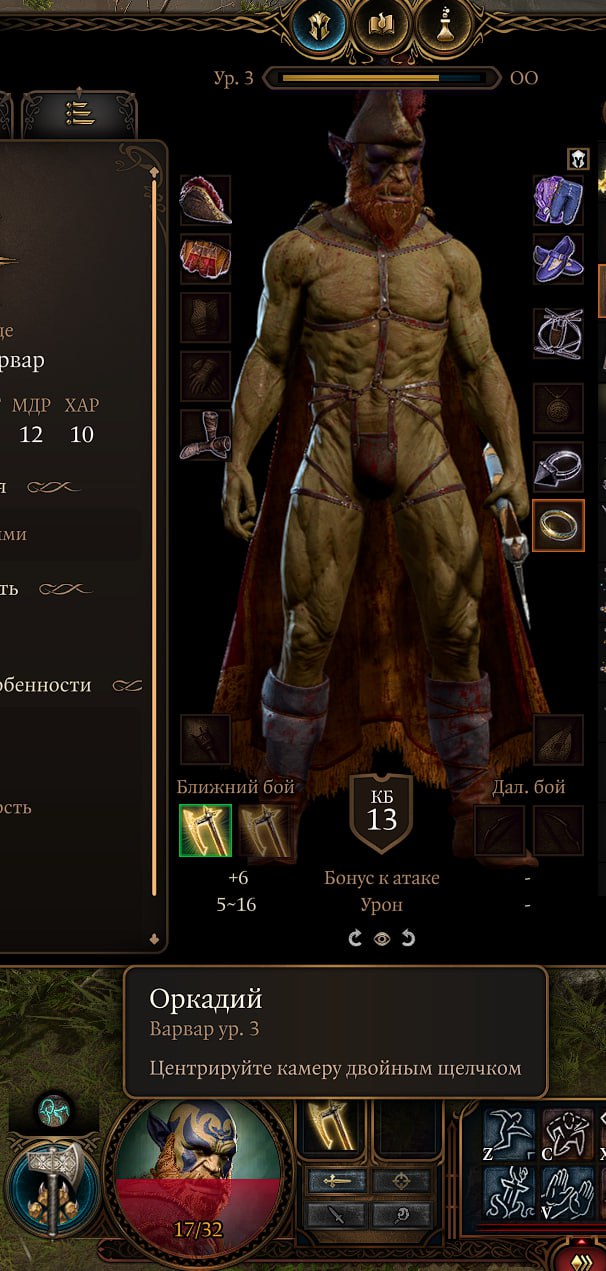 Ур. 3
ОО
це
рвар
МДР ХАР
12 10
я
ими
ть
обенности
ость
Ближний бой
Дал. бой
КБ
13
+6 Бонус к атаке -
5~16 Урон -
Оркадий
Варвар ур. 3
Центрируйте камеру двойным щелчком
Z
C
X
V
17/32